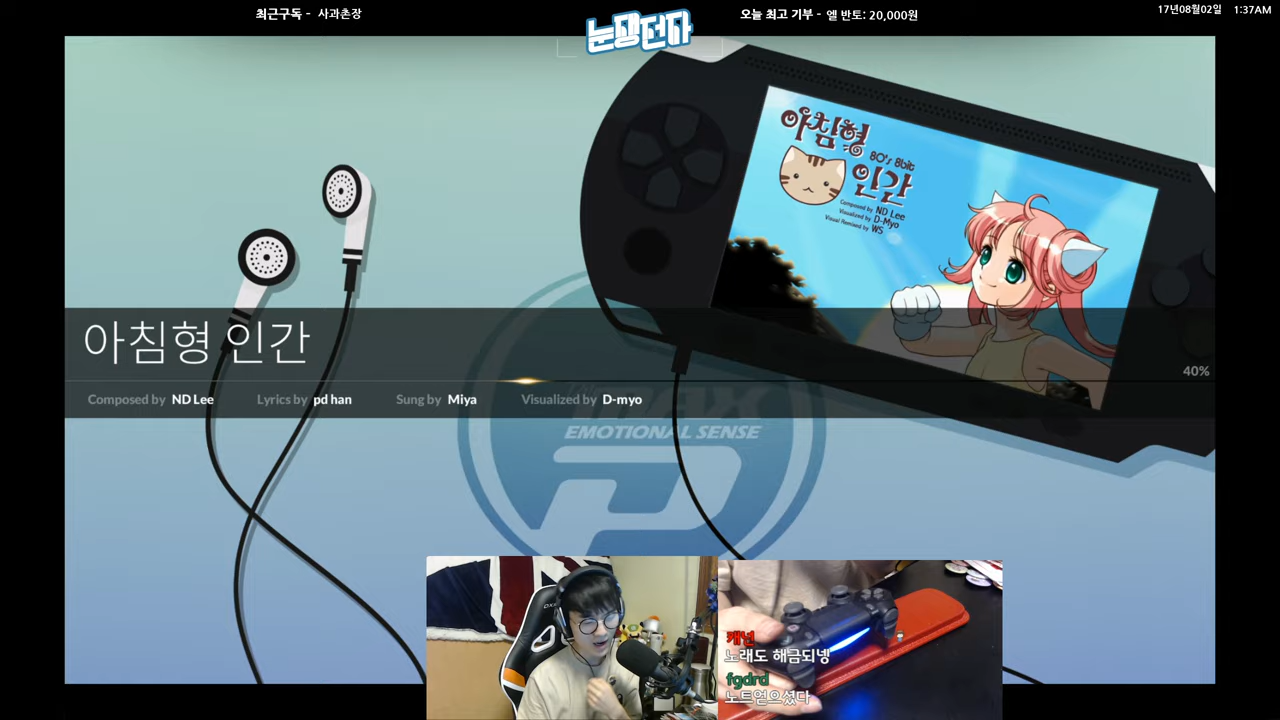 최근구독 - 사과촌장
눈댕던자
오늘 최고 기부 - 엘 반토: 20,000원
17년08월02일 1:37AM
아침형
80's 8bit
인간
Composed by ND Lee
Visualized by D-Myo
Visual Remixed by WS
아침형 인간
40%
Composed by ND Lee
Lyrics by pd han
Sung by Miya
Visualized by D-myo
EMOTIONAL SENSE
P
캐넌
노래도 해금되넹
fgdrd
노트얻으셨다